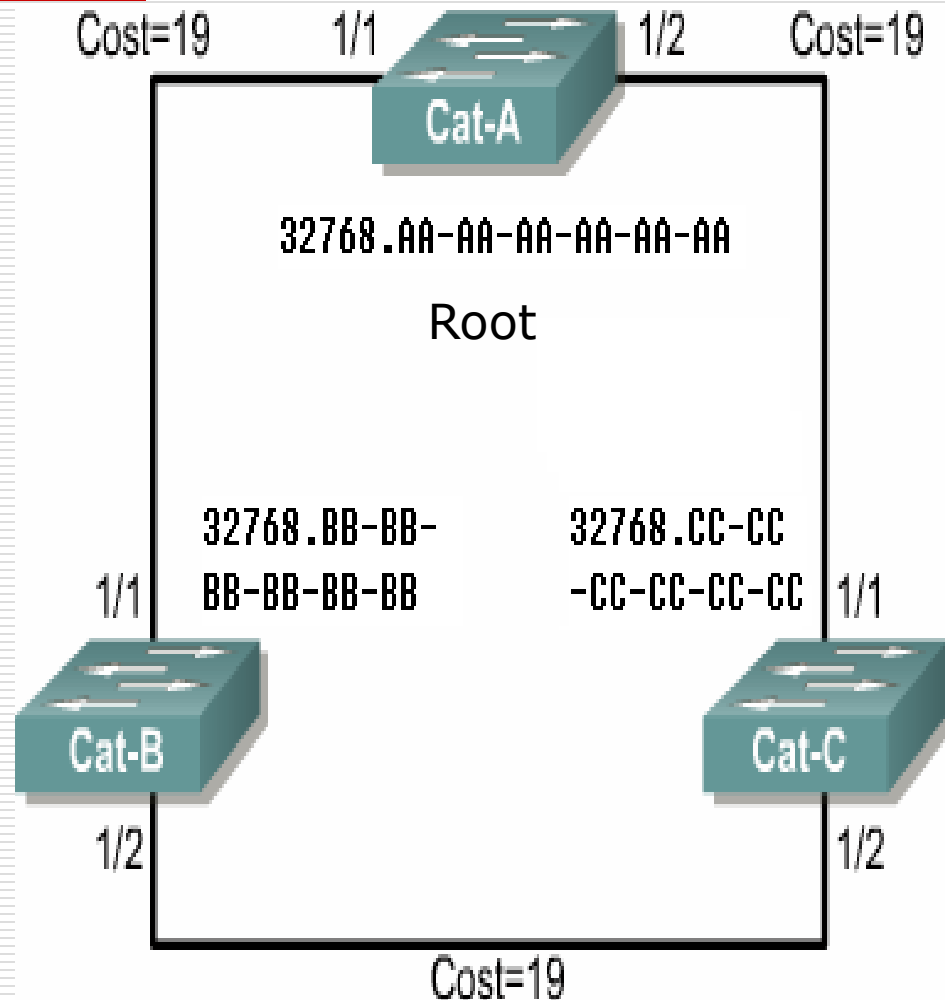 Cost=19 1/1 1/2 Cost=19
Cat-A
32768.AA-AA-AA-AA-AA-AA
Root
32768.BB-BB-
BB-BB-BB-BB
32768.CC-CC
-CC-CC-CC-CC
1/1
1/1
Cat-B
Cat-C
1/2
1/2
Cost=19